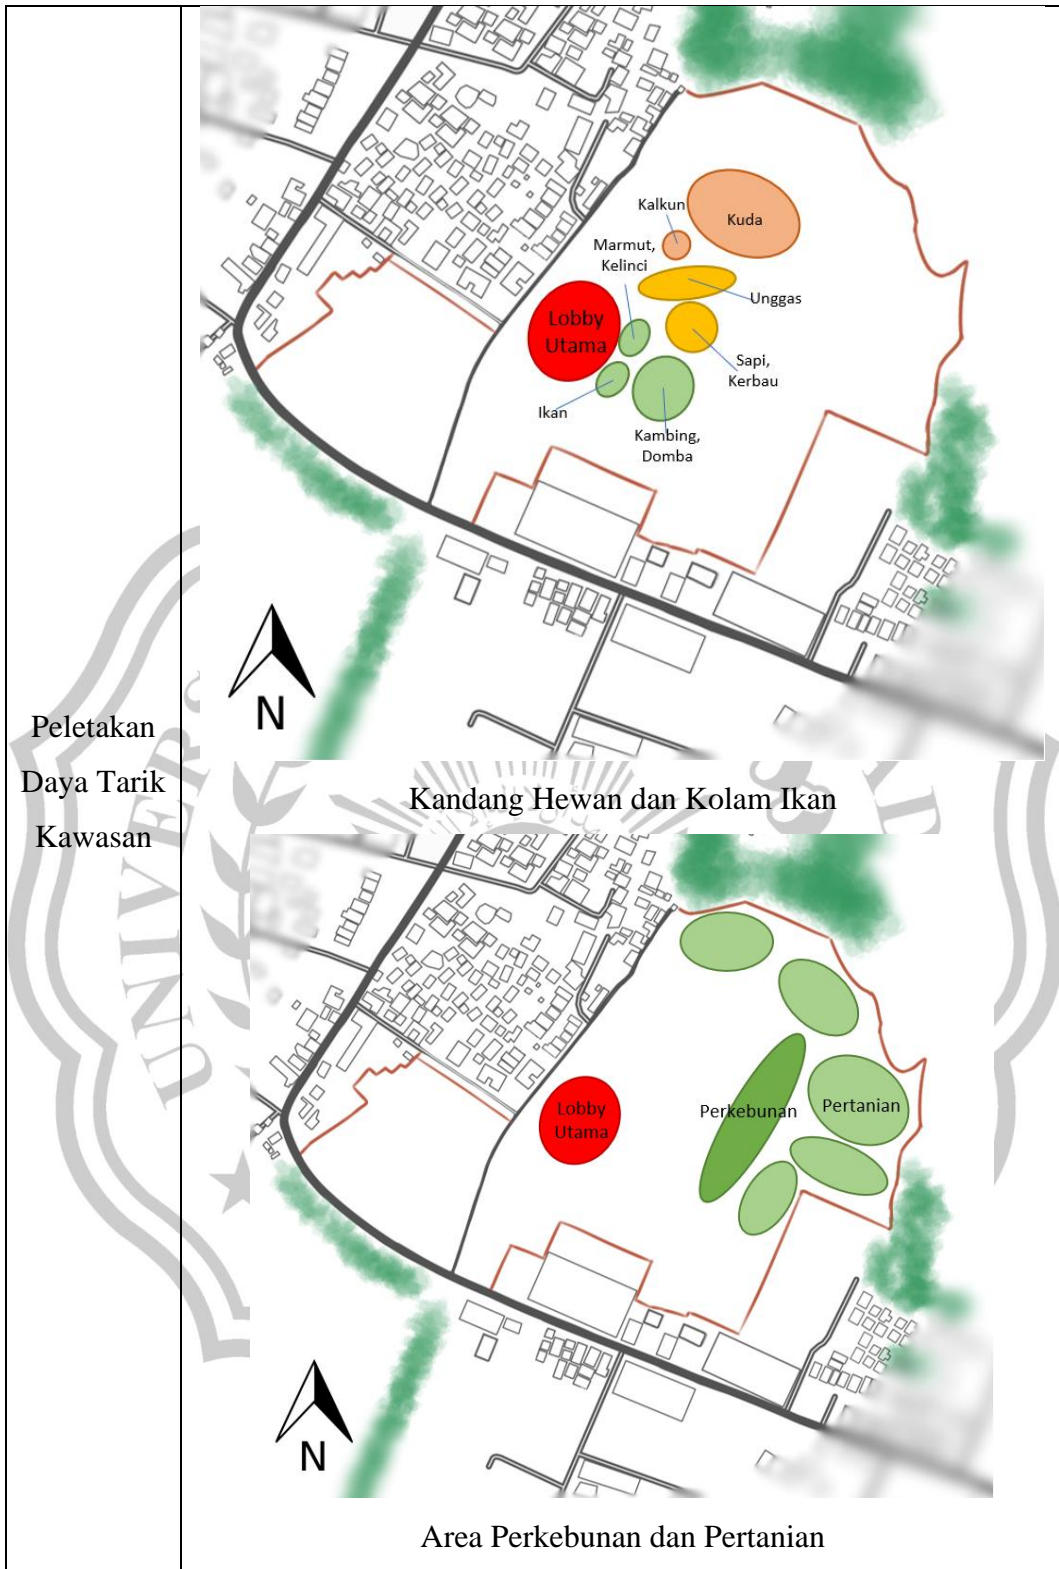 Peletakan
Daya Tarik
Kawasan
Kalkun
Kuda
Marmut,
Kelinci
Unggas
Lobby
Utama
Sapi,
Kerbau
Ikan
Kambing,
Domba
N
Kandang Hewan dan Kolam Ikan
Perkebunan
Pertanian
Lobby
Utama
N
Area Perkebunan dan Pertanian